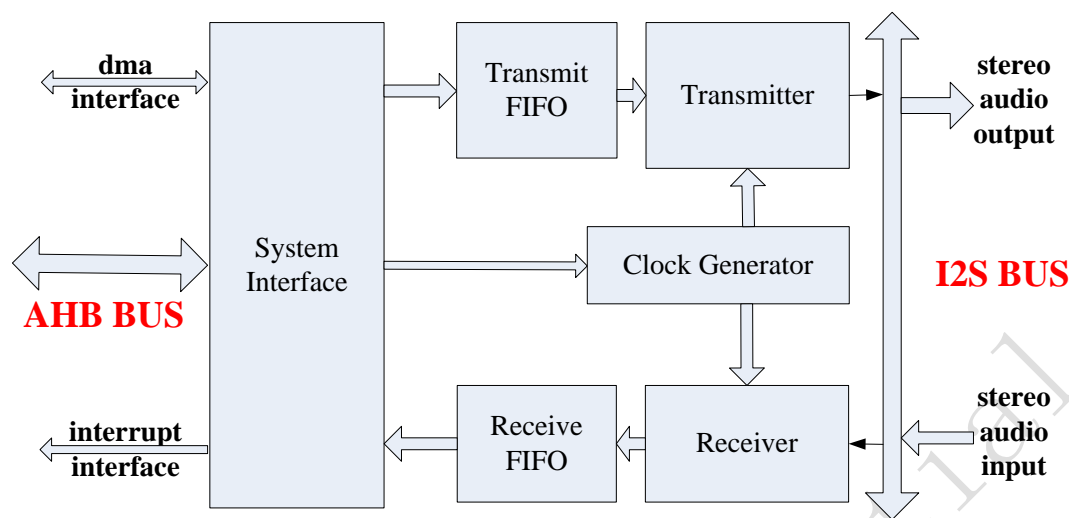 dma
interface
System
Interface
Transmit
FIFO
Transmitter
stereo
audio
output
AHB BUS
Clock Generator
I2S BUS
interrupt
interface
Receive
FIFO
Receiver
stereo
audio
input